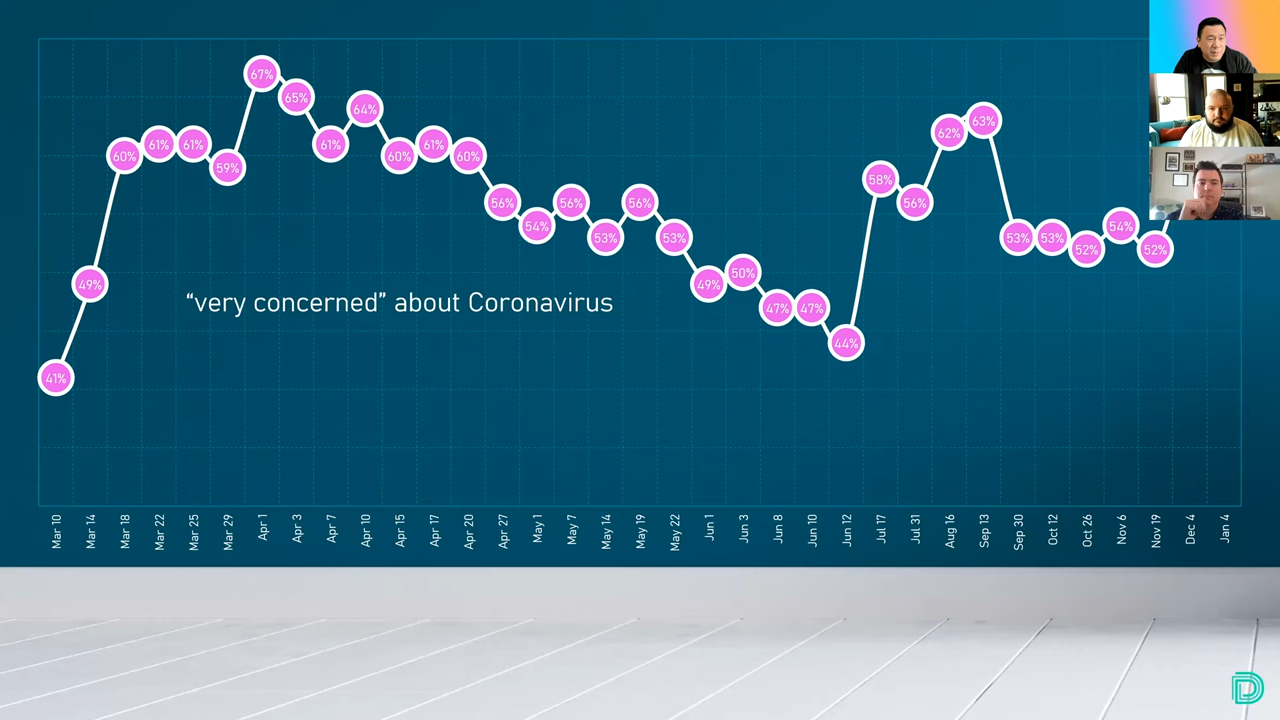 67%
65%
64%
63%
62%
60%
61%
61%
59%
61%
60%
61%
60%
58%
56%
54%
56%
53%
56%
53%
56%
53%
53%
52%
54%
52%
49%
49%
50%
47%
47%
44%
41%
“very concerned” about Coronavirus
Mar 10
Mar 14
Mar 18
Mar 22
Mar 25
Mar 29
Apr 1
Apr 3
Apr 7
Apr 10
Apr 15
Apr 17
Apr 20
Apr 27
May 1
May 7
May 14
May 19
May 22
Jun 1
Jun 3
Jun 8
Jun 10
Jun 12
Jul 17
Jul 31
Aug 16
Sep 13
Sep 30
Oct 12
Oct 26
Nov 6
Nov 19
Dec 4
Jan 4